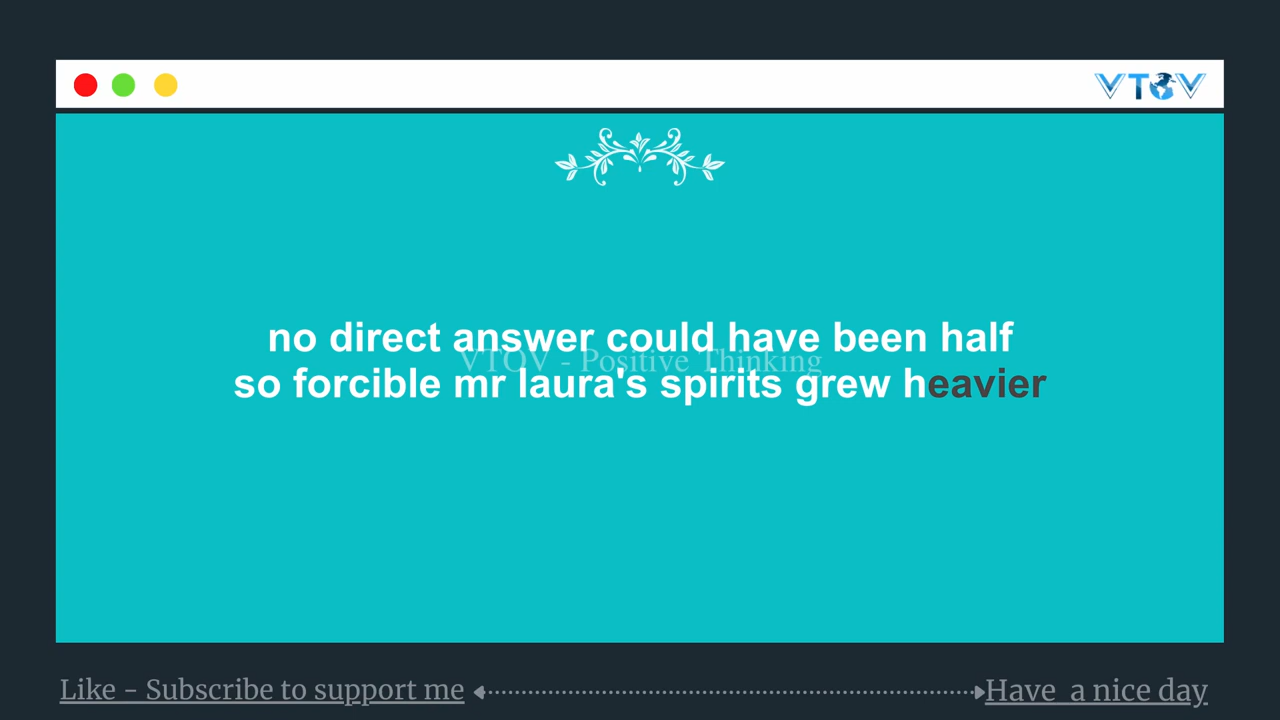 VTOV
no direct answer could have been half
VTOV - Positive Thinking
so forcible mr laura's spirits grew heavier
Like - Subscribe to support me
Have a nice day